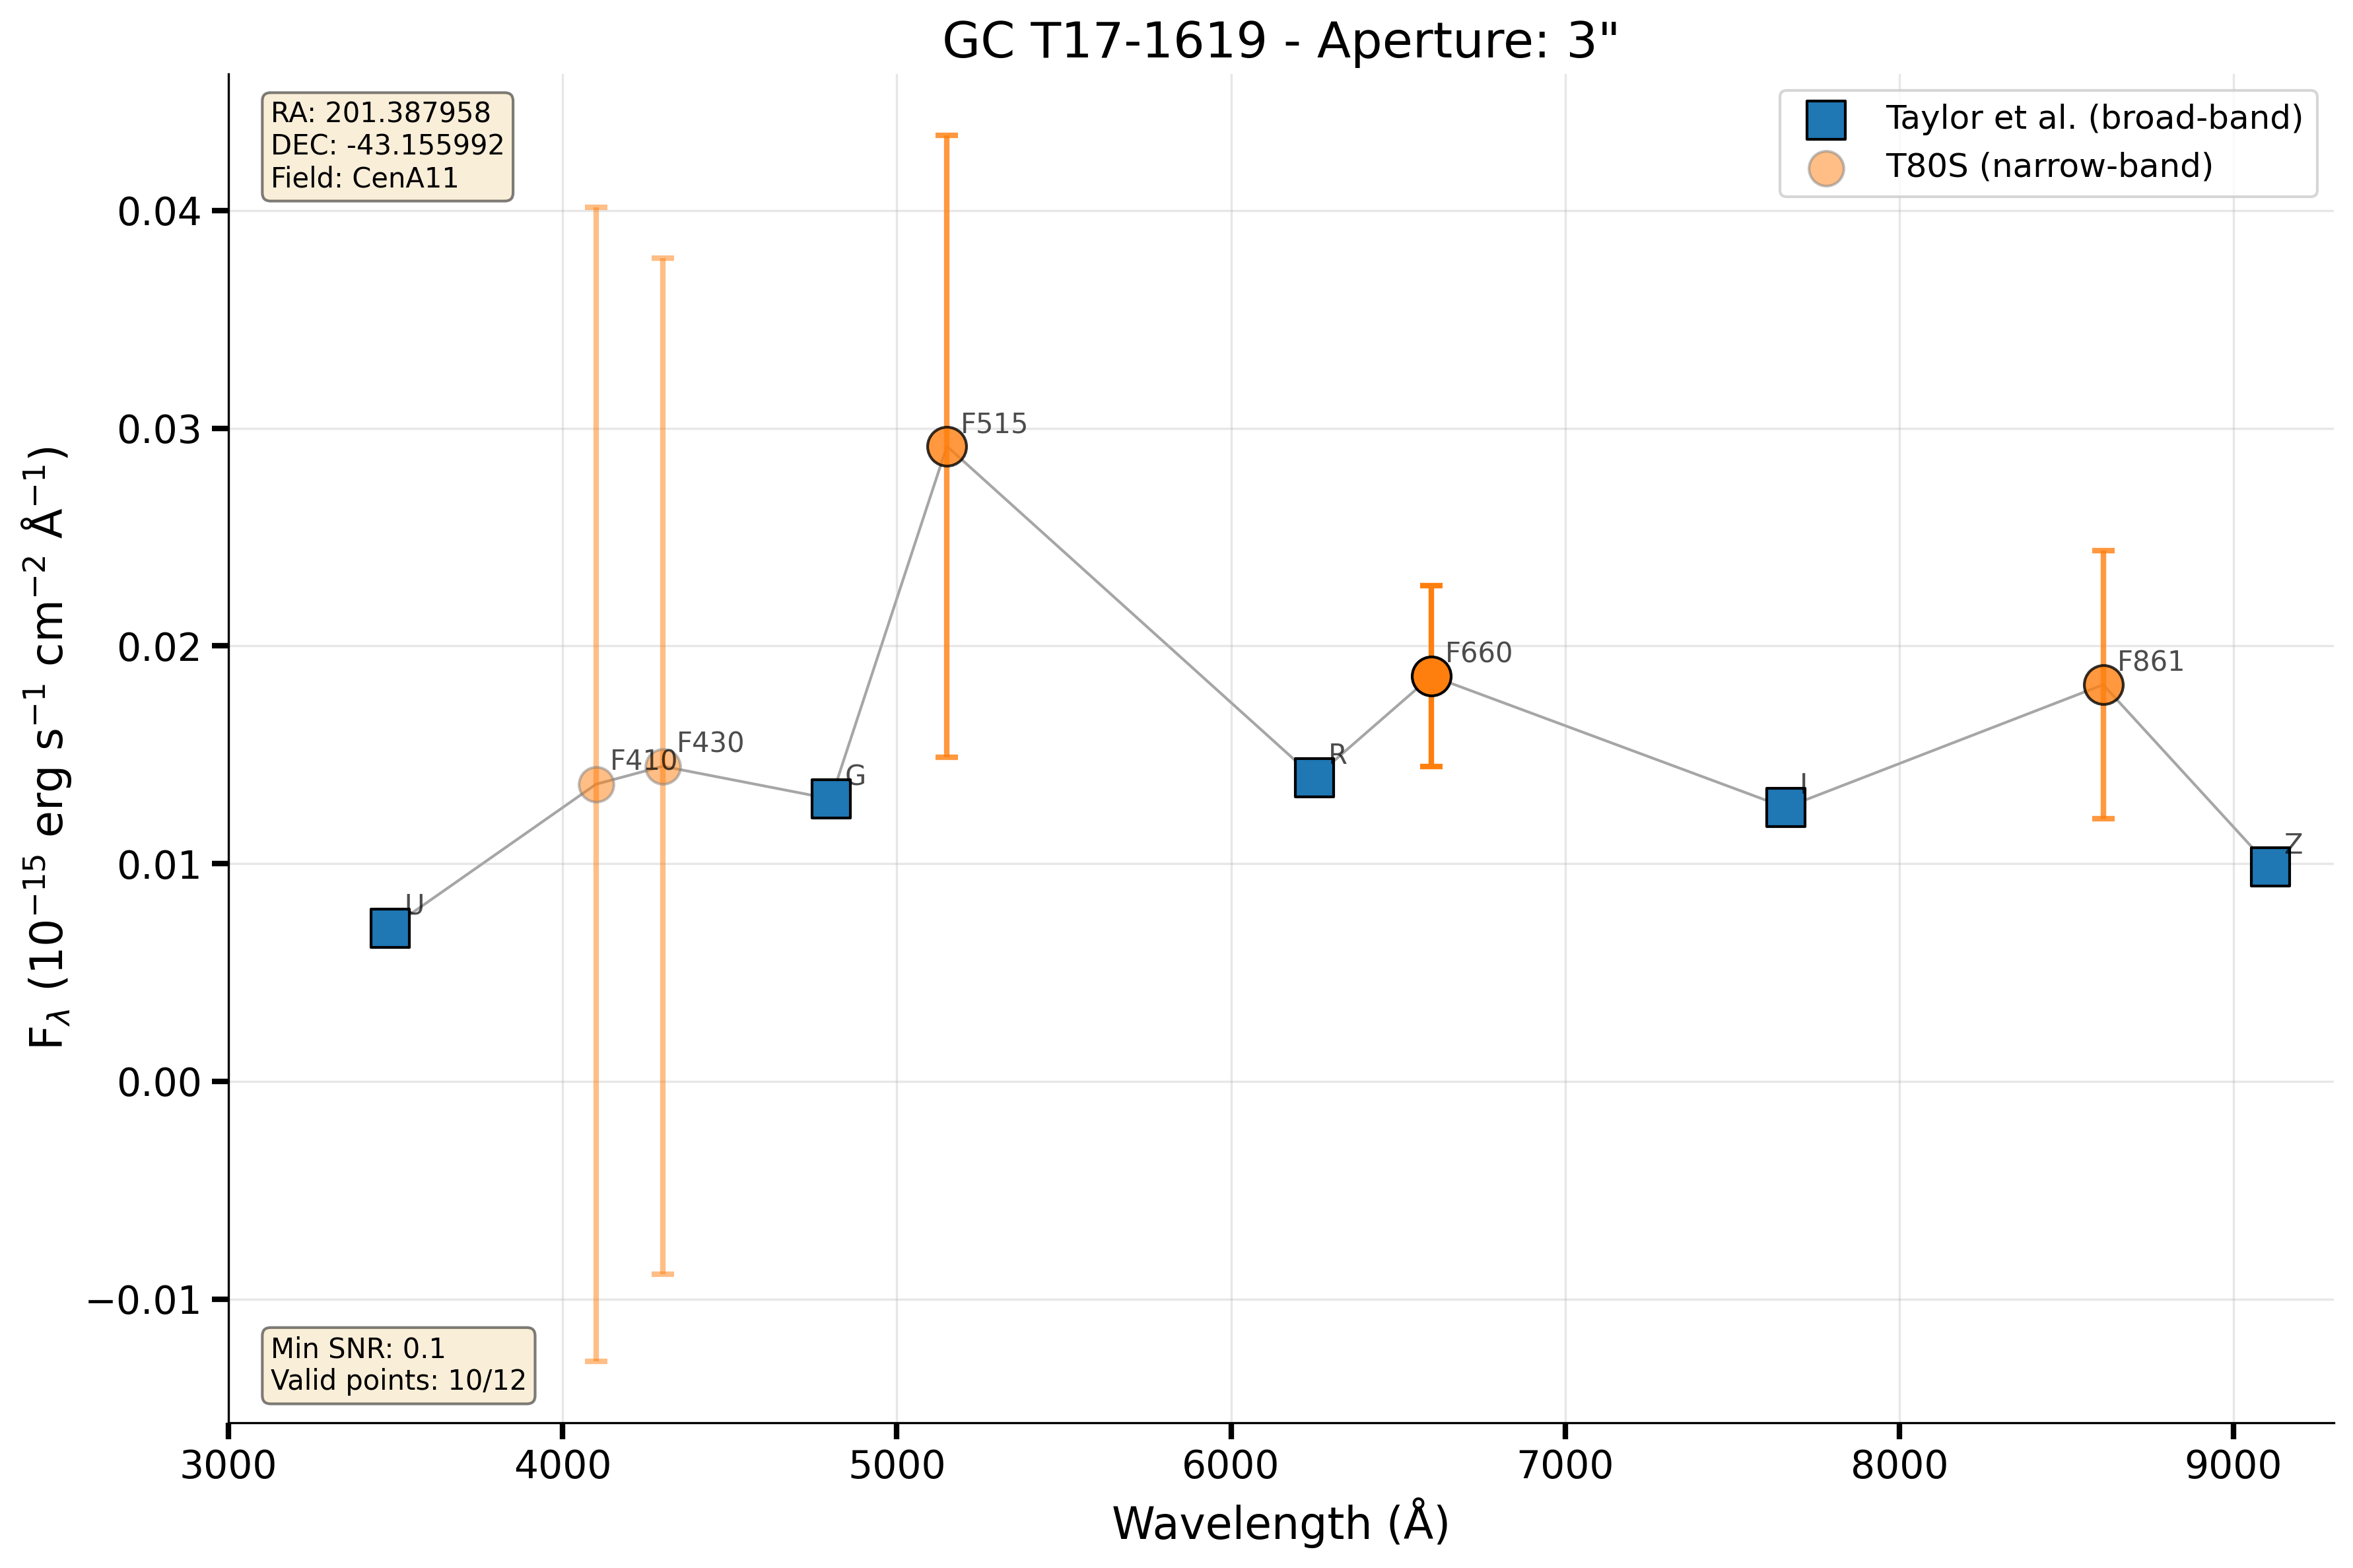 GC T17-1619 - Aperture: 3"
RA: 201.387958
DEC: -43.155992
Field: CenA11
Taylor et al. (broad-band)
T80S (narrow-band)
0.04
0.03
0.02
0.01
0.00
−0.01
F515
F660
F861
F410
F430
G
R
I
U
Z
Min SNR: 0.1
Valid points: 10/12
3000
4000
5000
6000
7000
8000
9000
Wavelength (Å)
Fλ (10⁻¹⁵ erg s⁻¹ cm⁻² Å⁻¹)